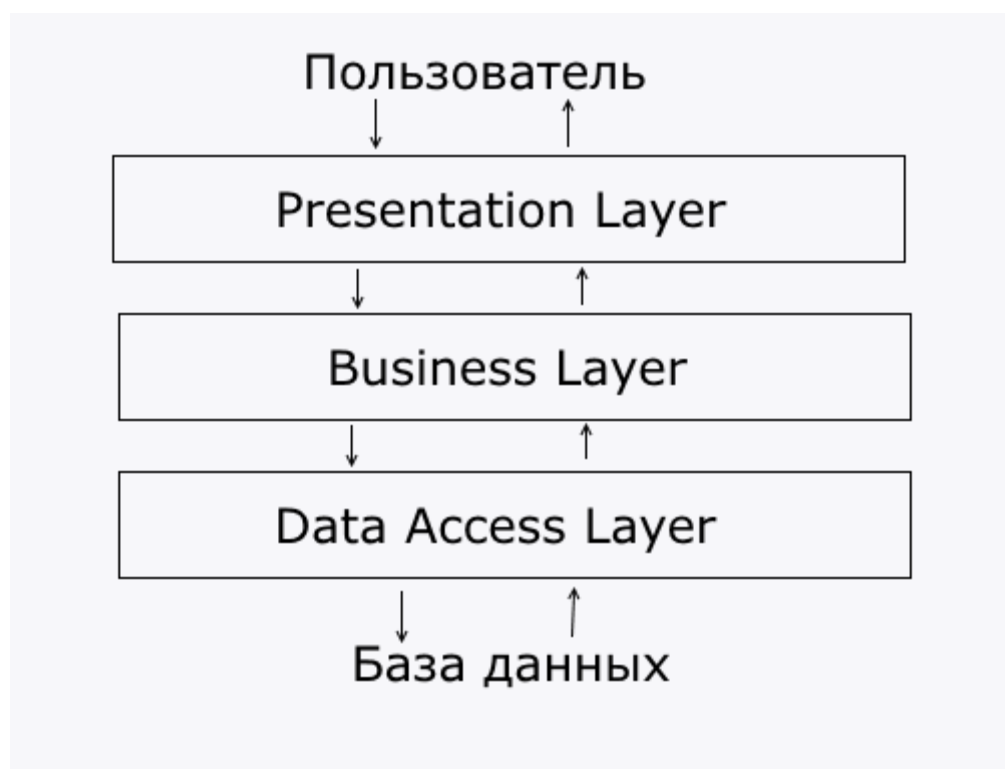 Пользователь
Presentation Layer
Business Layer
Data Access Layer
База данных